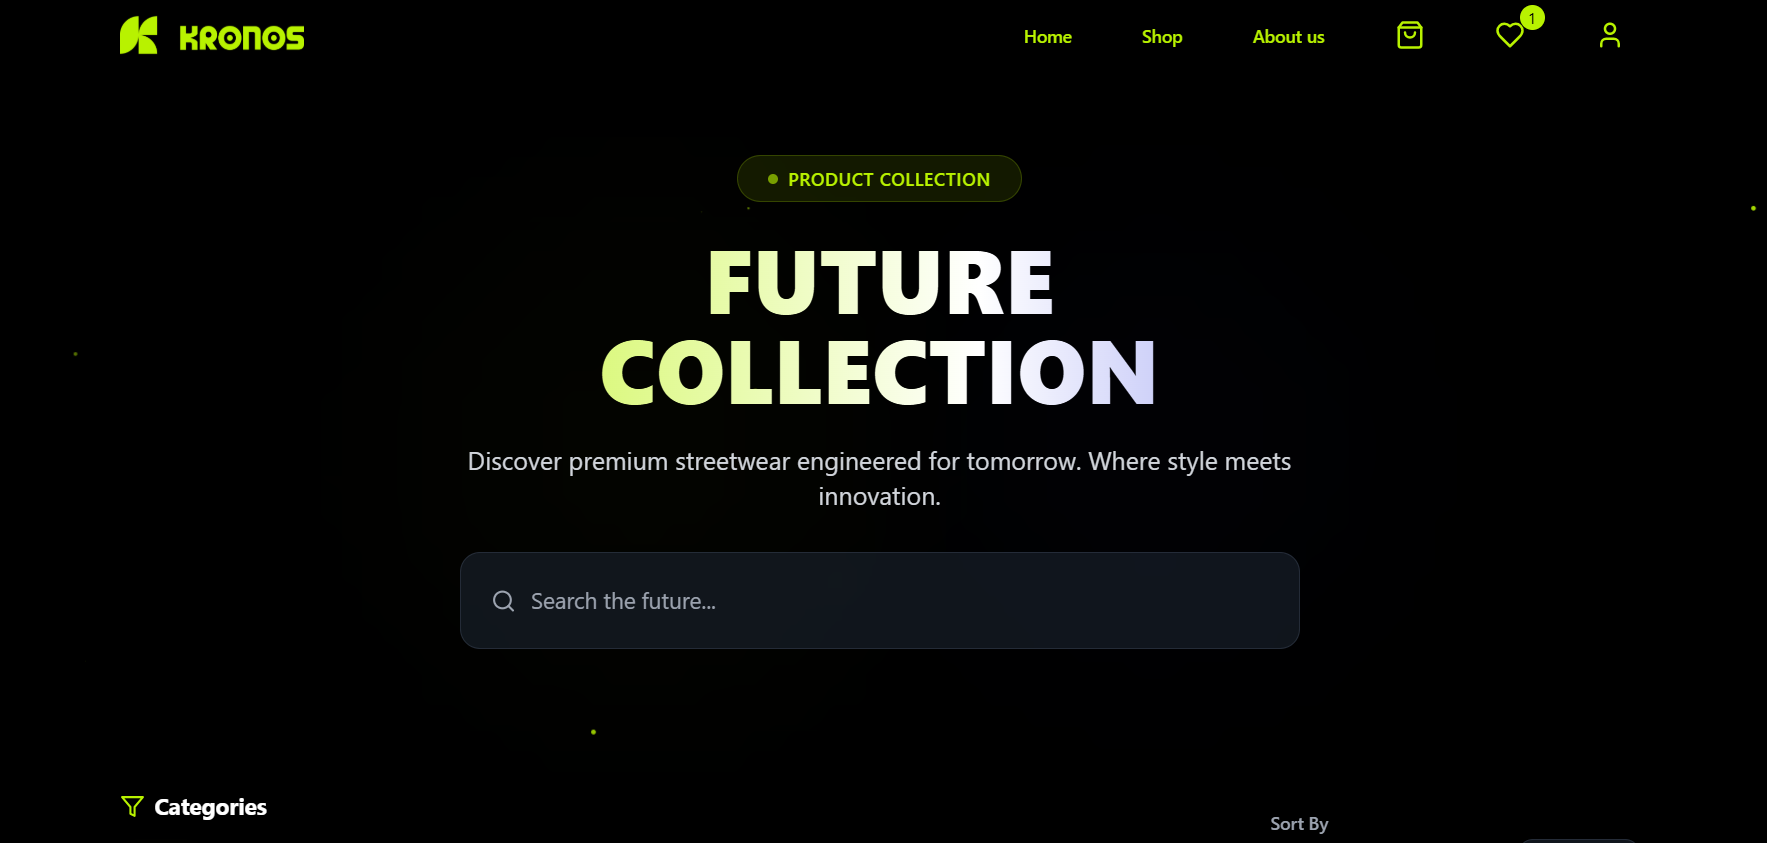 KRONOS
Home
Shop
About us
1
PRODUCT COLLECTION
FUTURE
COLLECTION
Discover premium streetwear engineered for tomorrow. Where style meets
innovation.
Search the future...
Categories
Sort By